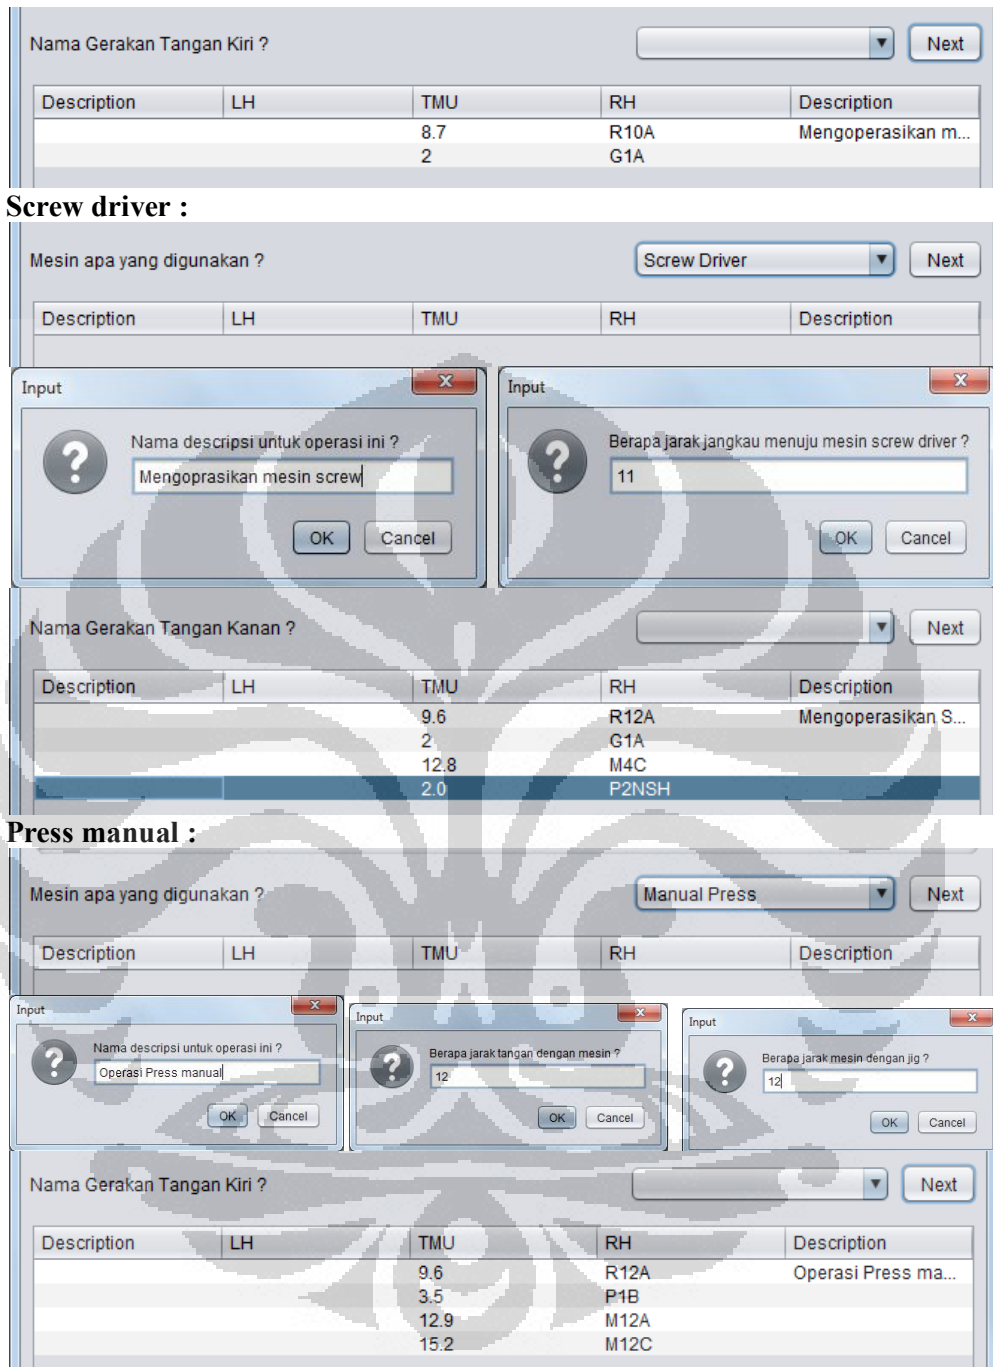 Nama Gerakan Tangan Kiri ? Next
Description LH TMU RH Description
8.7 R10A Mengoperasikan m...
2 G1A
Screw driver :
Mesin apa yang digunakan ? Screw Driver Next
Description LH TMU RH Description
Input
Nama descripsi untuk operasi ini ?
Mengoprasikan mesin screw
OK Cancel
Input
Berapa jarak jangkau menuju mesin screw driver ?
11
OK Cancel
Nama Gerakan Tangan Kanan ? Next
Description LH TMU RH Description
9.6 R12A Mengoperasikan S...
2 G1A
12.8 M4C
2.0 P2NSH
Press manual :
Mesin apa yang digunakan ? Manual Press Next
Description LH TMU RH Description
Input
Nama descripsi untuk operasi ini ?
Operasi Press manual
OK Cancel
Input
Berapa jarak tangan dengan mesin ?
12
OK Cancel
Input
Berapa jarak mesin dengan jig ?
12
OK Cancel
Nama Gerakan Tangan Kiri ? Next
Description LH TMU RH Description
9.6 R12A Operasi Press ma...
3.5 P1B
12.9 M12A
15.2 M12C